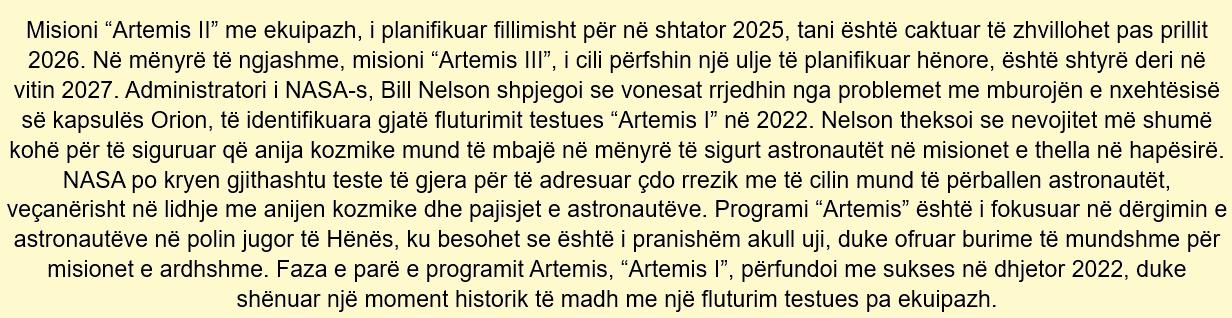 Misioni “Artemis II” me ekuipazh, i planifikuar fillimisht për në shtator 2025, tani është caktuar të zhvillohet pas prillit
2026. Në mënyrë të ngjashme, misioni “Artemis III”, i cili përfshin një ulje të planifikuar hënore, është shtyrë deri në
vitin 2027. Administratori i NASA-s, Bill Nelson shpjegoi se vonesat rrjedhin nga problemet me mburojën e nxehtësisë
së kapsulës Orion, të identifikuara gjatë fluturimit testues “Artemis I” në 2022. Nelson theksoi se nevojitet më shumë
kohë për të siguruar që anija kozmike mund të mbajë në mënyrë të sigurt astronautët në misionet e thella në hapësirë.
NASA po kryen gjithashtu teste të gjera për të adresuar çdo rrezik me të cilin mund të përballen astronautët,
veçanërisht në lidhje me anijen kozmike dhe pajisjet e astronautëve. Programi “Artemis” është i fokusuar në dërgimin e
astronautëve në polin jugor të Hënës, ku besohet se është i pranishëm akull uji, duke ofruar burime të mundshme për
misionet e ardhshme. Faza e parë e programit Artemis, “Artemis I”, përfundoi me sukses në dhjetor 2022, duke
shënuar një moment historik të madh me një fluturim testues pa ekuipazh.